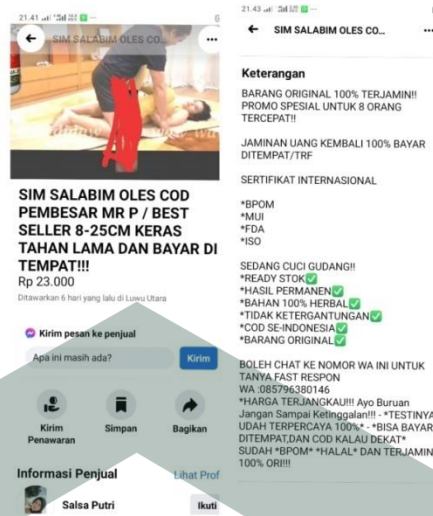 21.41
SIM SALABIM OLES CO...
SIM SALABIM OLES COD
PEMBESAR MR P / BEST
SELLER 8-25CM KERAS
TAHAN LAMA DAN BAYAR DI
TEMPAT!!!
Rp 23.000
Ditawarkan 6 hari yang lalu di Luwu Utara
Kirim pesan ke penjual
Apa ini masih ada?
Kirim
Kirim
Penawaran
Simpan
Bagikan
Informasi Penjual
Lihat Prof
Salsa Putri
Ikuti
21.43
SIM SALABIM OLES CO...
Keterangan
BARANG ORIGINAL 100% TERJAMIN!!
PROMO SPESIAL UNTUK 8 ORANG
TERCEPAT!!
JAMINAN UANG KEMBALI 100% BAYAR
DITEMPAT/TRF
SERTIFIKAT INTERNASIONAL
*BPOM
*MUI
*FDA
*ISO
SEDANG CUCI GUDANG!!
*READY STOK✅
*HASIL PERMANEN✅
*BAHAN 100% HERBAL✅
*TIDAK KETERGANTUNGAN✅
*COD SE-INDONESIA✅
*BARANG ORIGINAL✅
BOLEH CHAT KE NOMOR WA INI UNTUK
TANYA FAST RESPON
WA :085796380146
*HARGA TERJANGKAU!!! Ayo Buruan
Jangan Sampai Ketinggalan!!! - *TESTINYA
UDAH TERPERCAYA 100%* - *BISA BAYAR
DITEMPAT,DAN COD KALAU DEKAT*
SUDAH *BPOM* *HALAL* DAN TERJAMIN
100% ORI!!!